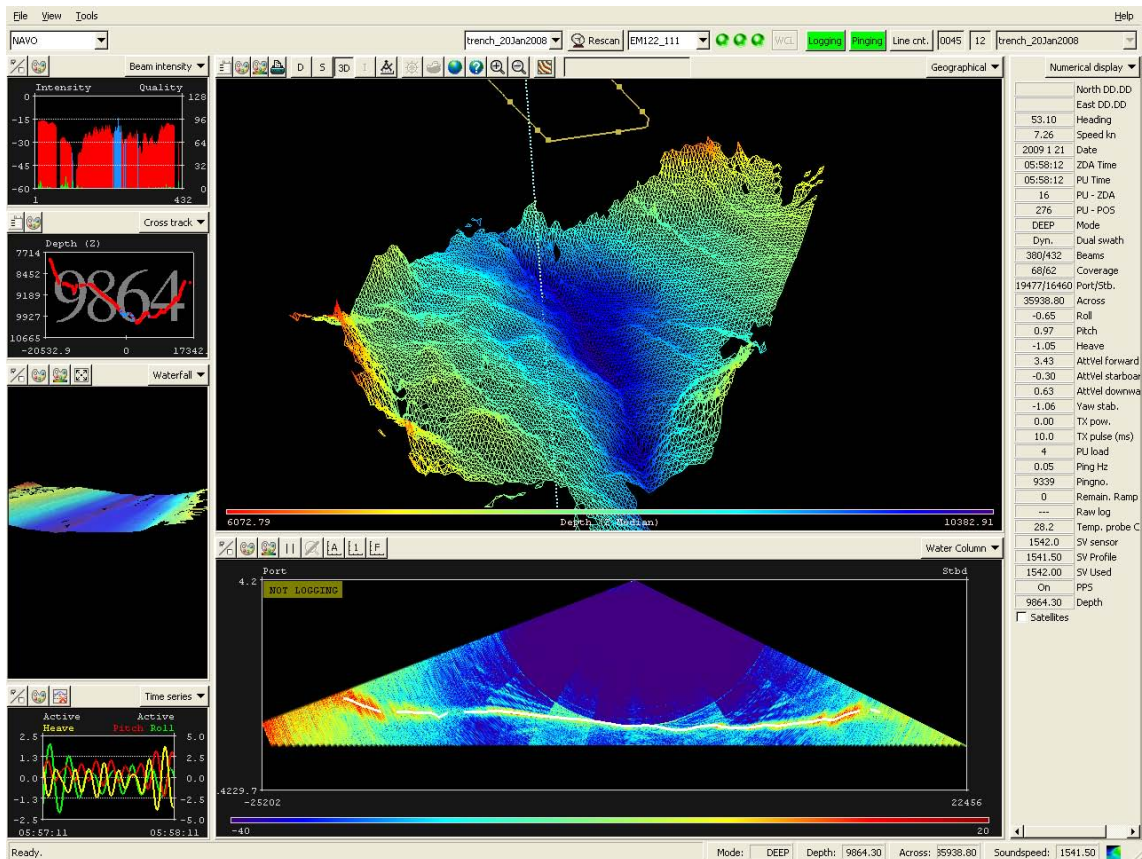 File View Tools Help
NAVO trench_20Jan2008 Rescan EM122_111 WCL Logging Pinging Line cnt. 0045 12 trench_20Jan2008
Beam intensity
Intensity Quality
0 128
-15 96
-30 64
-45 32
-60 0
1 432
Cross track
Depth (Z)
7714
8452
9189
9927
10665
9864
-20532.9 0 17342.
Waterfall
Time series
Active Active
Heave Pitch Roll
2.5 5.0
1.3 2.5
0.0 0.0
-1.3 -2.5
-2.5 -5.0
05:57:11 05:58:11
D S 3D I Geographical
6072.79 Depth (Z Median) 10382.91
A 1 F Water Column
Port Stbd
4.2
NOT LOGGING
.4229.7
-25202 22456
-40 20
Numerical display
North DD.DD
East DD.DD
53.10 Heading
7.26 Speed kn
2009 1 21 Date
05:58:12 ZDA Time
05:58:12 PU Time
16 PU - ZDA
276 PU - POS
DEEP Mode
Dyn. Dual swath
380/432 Beams
68/62 Coverage
19477/16460 Port/Stb.
35938.80 Across
-0.65 Roll
0.97 Pitch
-1.05 Heave
3.43 AttVel forward
-0.30 AttVel starboar
0.63 AttVel downwa
-1.06 Yaw stab.
0.00 TX pow.
10.0 TX pulse (ms)
4 PU load
0.05 Ping Hz
9339 Pingno.
0 Remain. Ramp
--- Raw log
28.2 Temp. probe C
1542.0 SV sensor
1541.50 SV Profile
1542.00 SV Used
On PPS
9864.30 Depth
Satellites
Ready. Mode: DEEP Depth: 9864.30 Across: 35938.80 Soundspeed: 1541.50